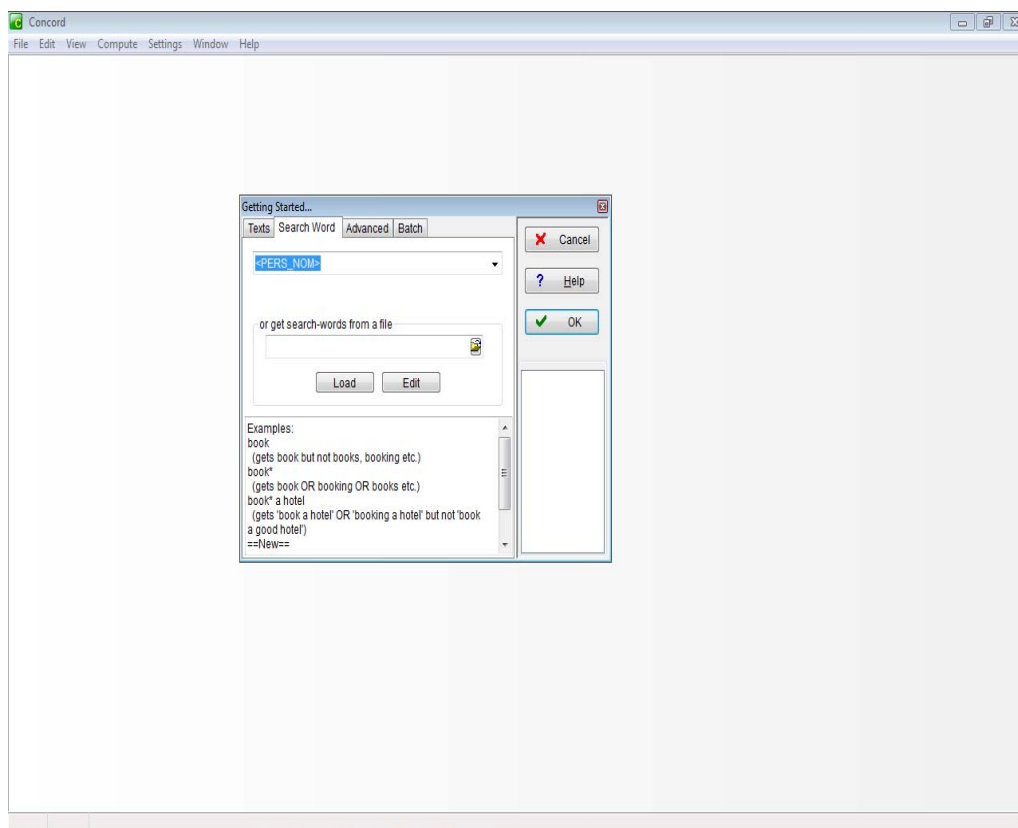 Concord
File Edit View Compute Settings Window Help
Getting Started...
Texts Search Word Advanced Batch
<PERS_NOM>
or get search-words from a file
Load Edit
Examples:
book
(gets book but not books, booking etc.)
book*
(gets book OR booking OR books etc.)
book* a hotel
(gets 'book a hotel' OR 'booking a hotel' but not 'book
a good hotel')
==New==
Cancel
? Help
OK